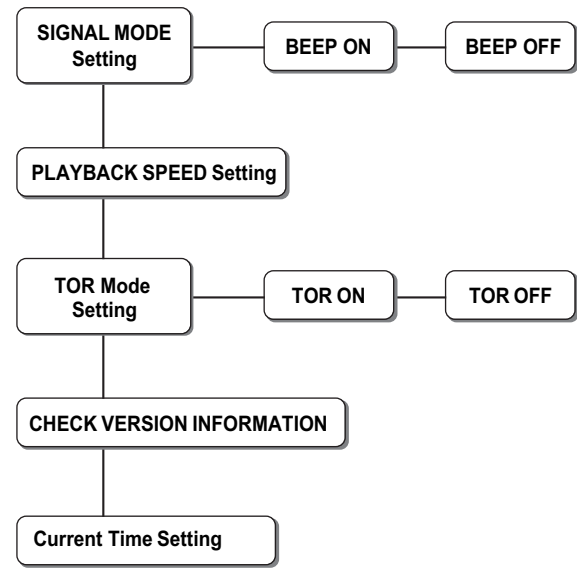 SIGNAL MODE
Setting
BEEP ON
BEEP OFF
PLAYBACK SPEED Setting
TOR Mode
Setting
TOR ON
TOR OFF
CHECK VERSION INFORMATION
Current Time Setting